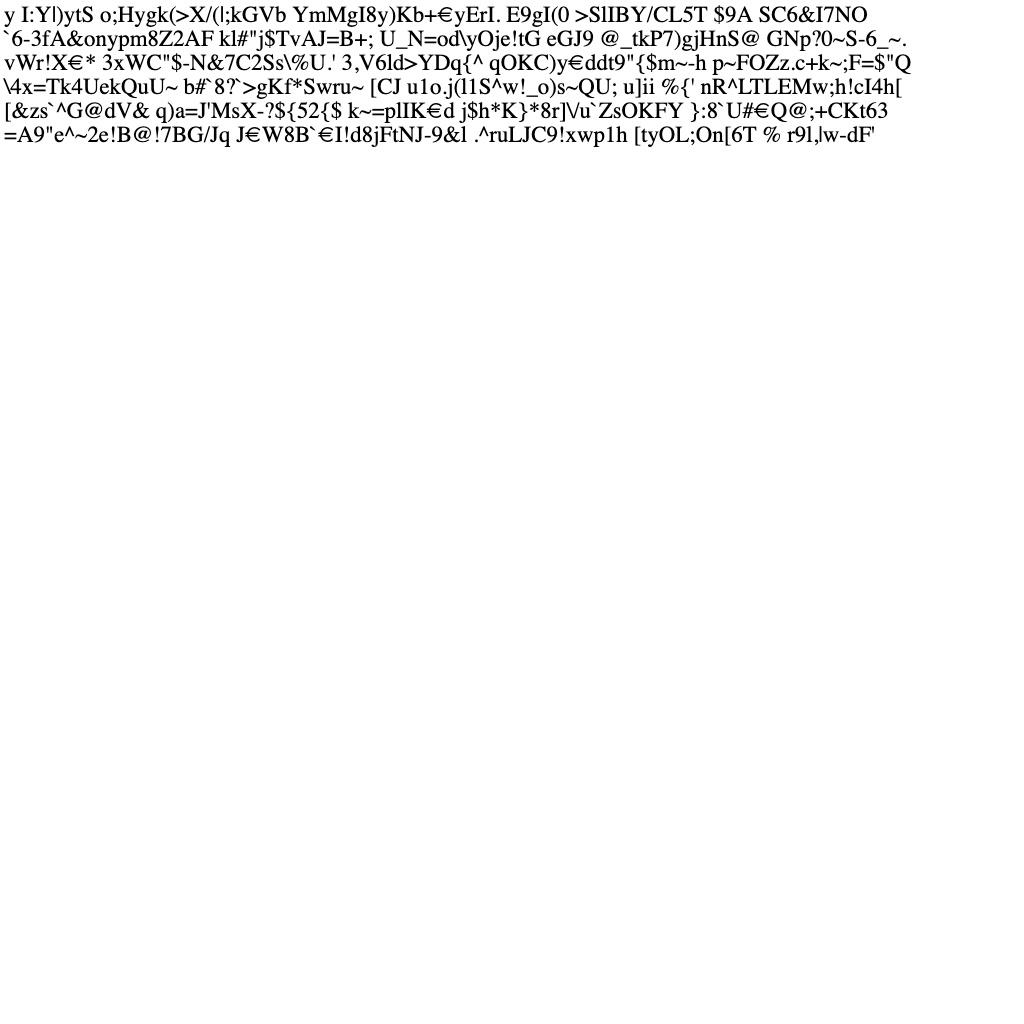 y I:Y|)ytS o;Hygk(>X/(|;kGVb YmMgI8y)Kb+€yErI. E9gI(0 >SlIBY/CL5T $9A SC6&I7NO
`6-3fA&onypm8Z2AF kl#"j$TvAJ=B+; U_N=od\yOje!tG eGJ9 @_tkP7)gjHnS@ GNp?0~S-6_~.
vWr!X€* 3xWC"$-N&7C2Ss\%U.' 3,V6ld>YDq{^ qOKC)y€ddt9"{$m~-h p~FOZz.c+k~;F=$"Q
\4x=Tk4UekQuU~ b#`8?`>gKf*Swru~ [CJ u1o.j(l1S^w!_o)s~QU; u]ii %{' nR^LTLEMw;h!cI4h[
[&zs`^G@dV& q)a=J'MsX-?${52{$ k~=plIK€d j$h*K}*8r]\/u`ZsOKFY }:8`U#€Q@;+CKt63
=A9"e^~2e!B@!7BG/Jq J€W8B`€I!d8jFtNJ-9&l .^ruLJC9!xwp1h [tyOL;On[6T % r9l,|w-dF'